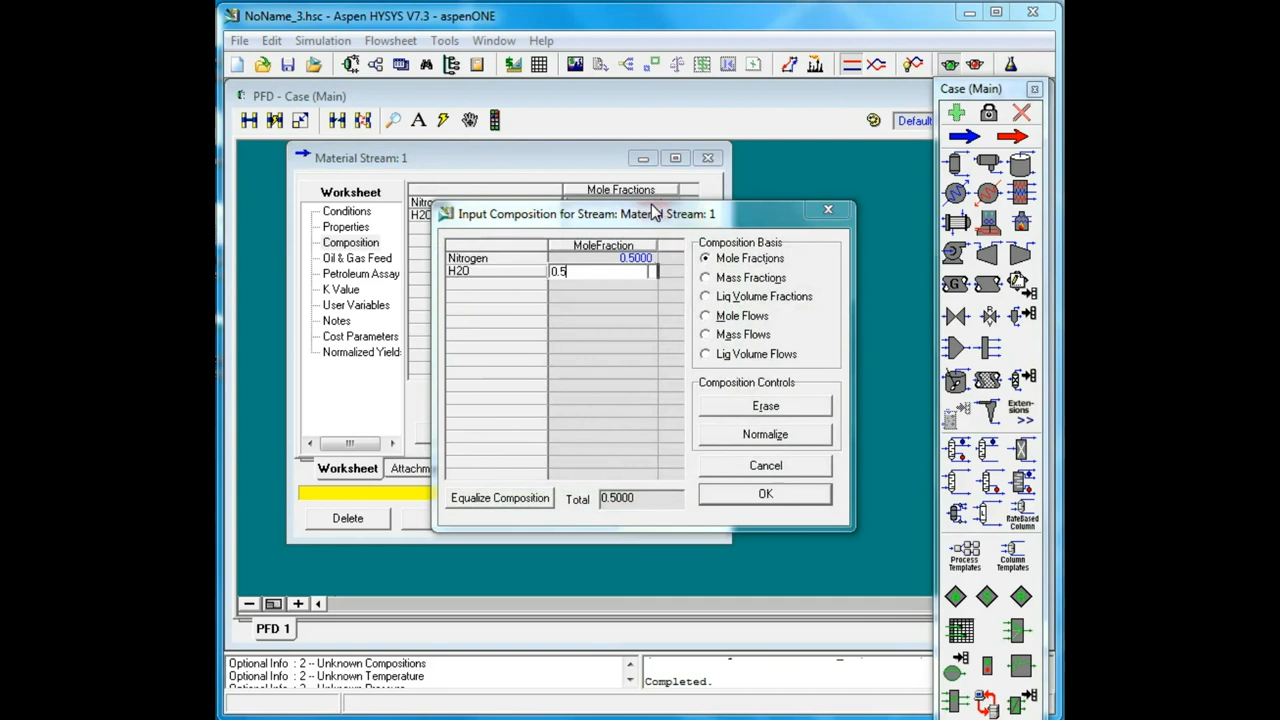 NoName_3.hsc - Aspen HYSYS V7.3 - aspenONE
File Edit Simulation Flowsheet Tools Window Help
PFD - Case (Main)
Case (Main)
A
Default
Material Stream: 1
Worksheet
Conditions
Properties
Composition
Oil & Gas Feed
Petroleum Assay
K Value
User Variables
Notes
Cost Parameters
Normalized Yields
Mole Fractions
H2O
Worksheet
Delete
Input Composition for Stream: Material Stream: 1
MoleFraction
Nitrogen 0.5000
H2O 0.5
Equalize Composition Total 0.5000
Composition Basis
Mole Fractions
Mass Fractions
Liq Volume Fractions
Mole Flows
Mass Flows
Liq Volume Flows
Composition Controls
Erase
Normalize
Cancel
OK
Exten-
sions
>>
RateBased
Column
Process
Templates
Column
Templates
PFD 1
Optional Info : 2 -- Unknown Compositions
Optional Info : 2 -- Unknown Temperature
Completed.